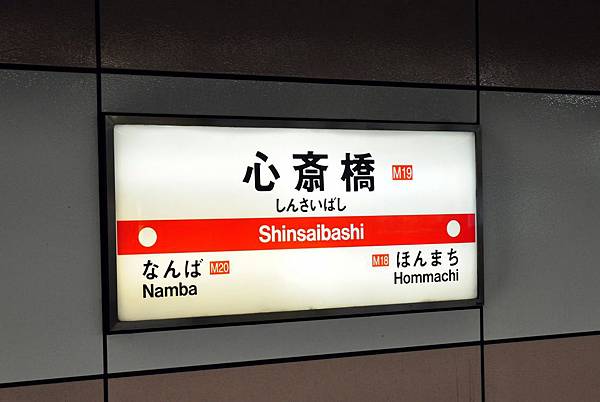 心斎橋 M19
しんさいばし
Shinsaibashi
なんば M20
Namba
M18 ほんまち
Hommachi